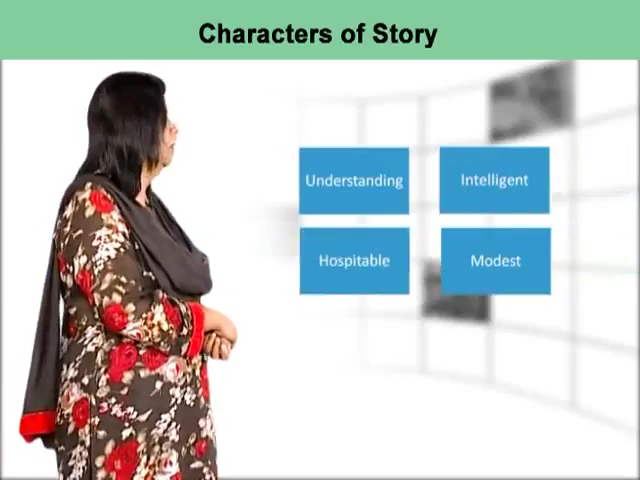 Characters of Story
Understanding
Intelligent
Hospitable
Modest